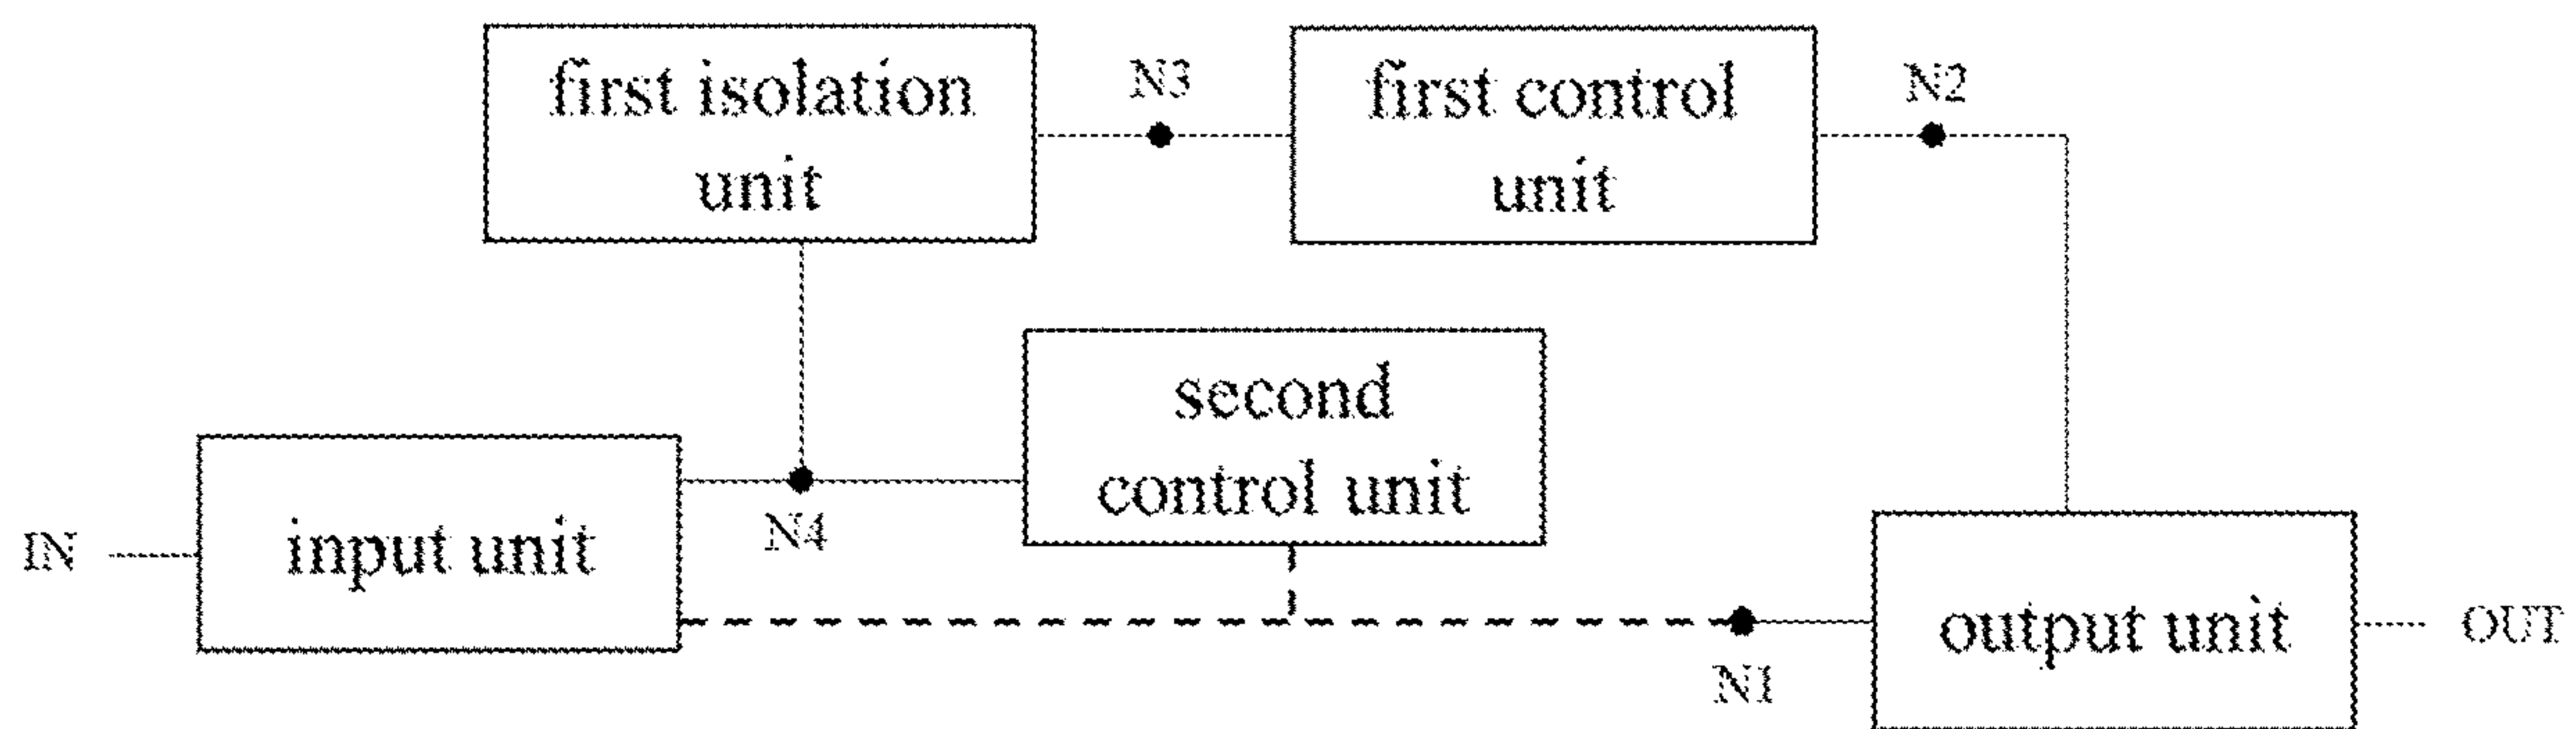 first isolation
unit
N3
first control
unit
N2
second
control unit
IN
input unit
N4
N1
output unit
OUT